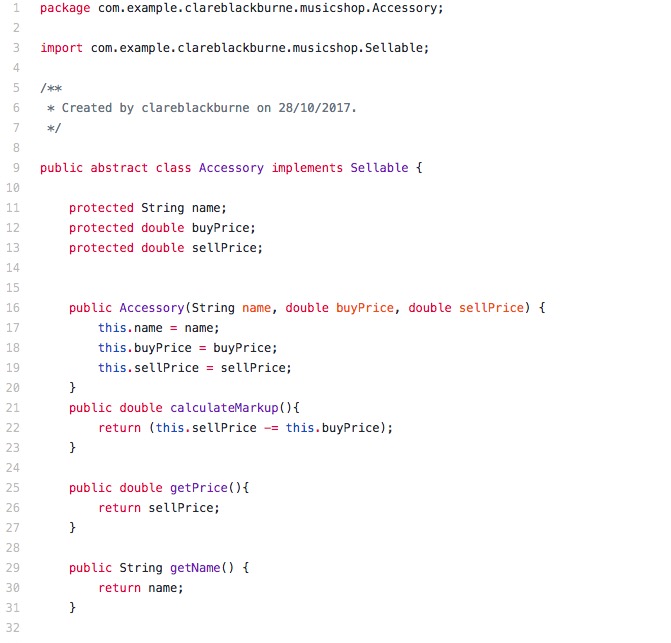 1 package com.example.clareblackburne.musicshop.Accessory;
2
3 import com.example.clareblackburne.musicshop.Sellable;
4
5 /**
6  * Created by clareblackburne on 28/10/2017.
7  */
8
9 public abstract class Accessory implements Sellable {
10
11     protected String name;
12     protected double buyPrice;
13     protected double sellPrice;
14
15
16     public Accessory(String name, double buyPrice, double sellPrice) {
17         this.name = name;
18         this.buyPrice = buyPrice;
19         this.sellPrice = sellPrice;
20     }
21     public double calculateMarkup(){
22         return (this.sellPrice -= this.buyPrice);
23     }
24
25     public double getPrice(){
26         return sellPrice;
27     }
28
29     public String getName() {
30         return name;
31     }
32